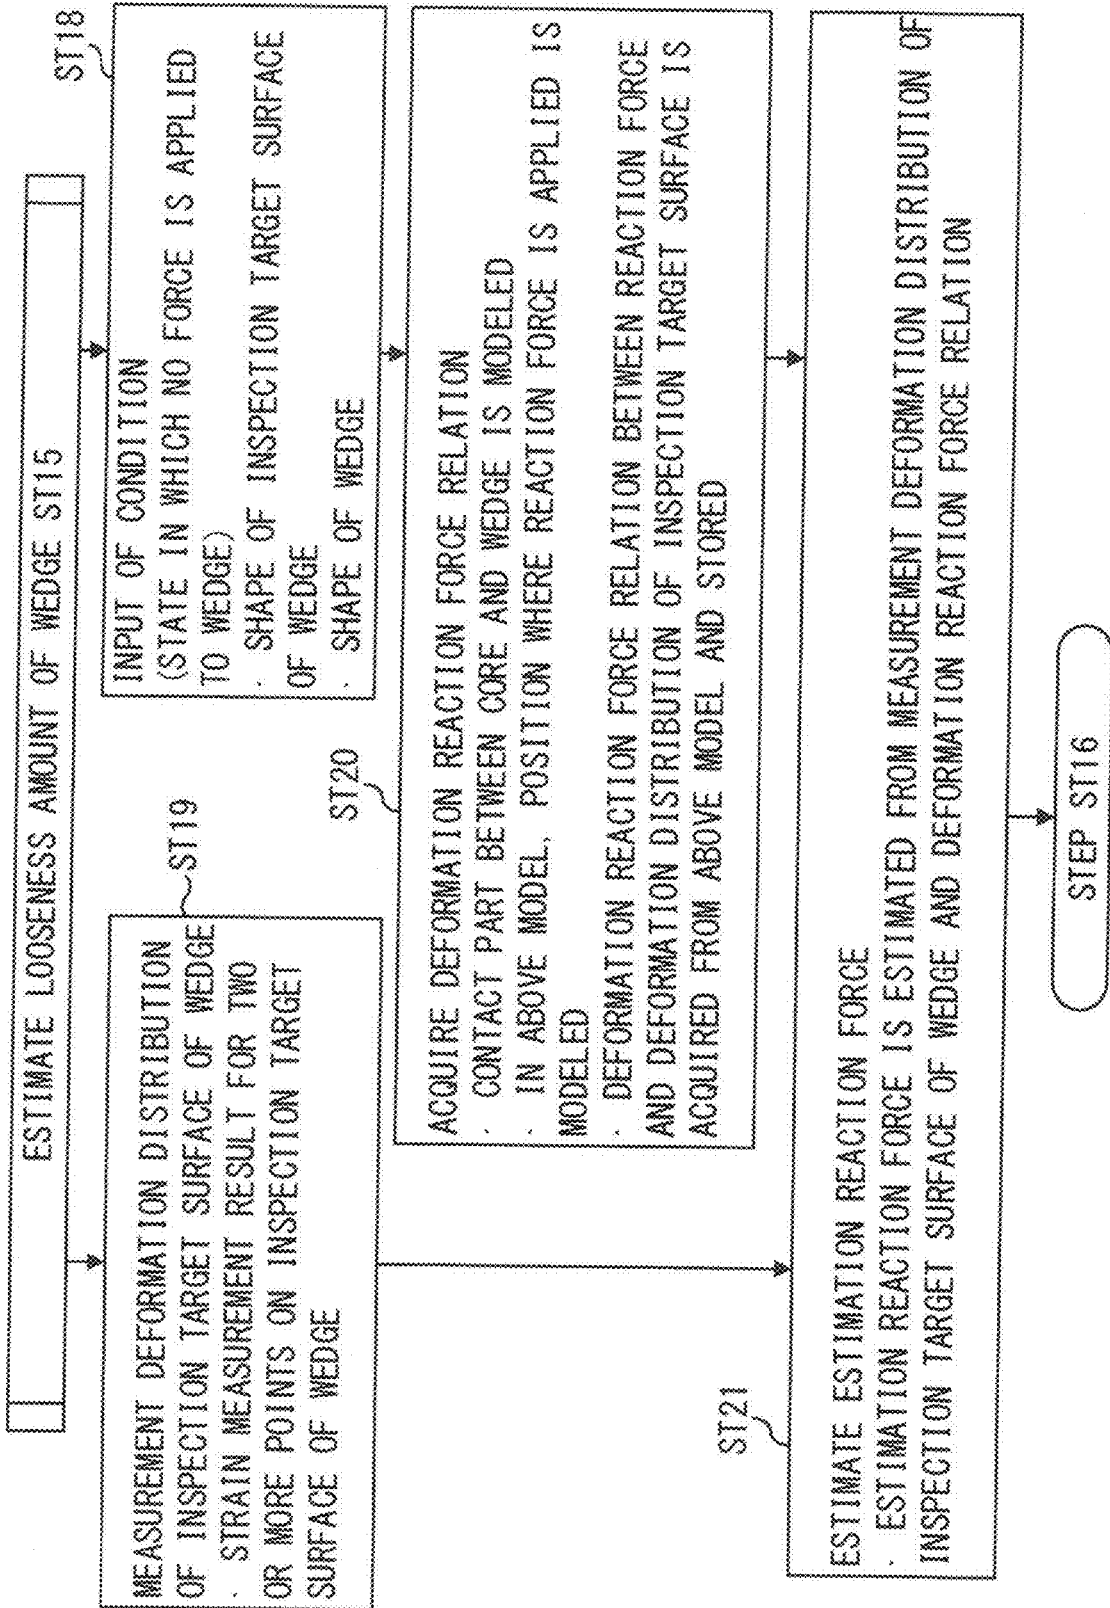 ESTIMATE LOOSENESS AMOUNT OF WEDGE ST15
ST19
MEASUREMENT DEFORMATION DISTRIBUTION
OF INSPECTION TARGET SURFACE OF WEDGE
· STRAIN MEASUREMENT RESULT FOR TWO
OR MORE POINTS ON INSPECTION TARGET
SURFACE OF WEDGE
ST18
INPUT OF CONDITION
(STATE IN WHICH NO FORCE IS APPLIED
TO WEDGE)
· SHAPE OF INSPECTION TARGET SURFACE
OF WEDGE
· SHAPE OF WEDGE
ST20
ACQUIRE DEFORMATION REACTION FORCE RELATION
· CONTACT PART BETWEEN CORE AND WEDGE IS MODELED
· IN ABOVE MODEL, POSITION WHERE REACTION FORCE IS APPLIED IS
MODELED
· DEFORMATION REACTION FORCE RELATION BETWEEN REACTION FORCE
AND DEFORMATION DISTRIBUTION OF INSPECTION TARGET SURFACE IS
ACQUIRED FROM ABOVE MODEL AND STORED
ST21
ESTIMATE ESTIMATION REACTION FORCE
· ESTIMATION REACTION FORCE IS ESTIMATED FROM MEASUREMENT DEFORMATION DISTRIBUTION OF
INSPECTION TARGET SURFACE OF WEDGE AND DEFORMATION REACTION FORCE RELATION
STEP ST16